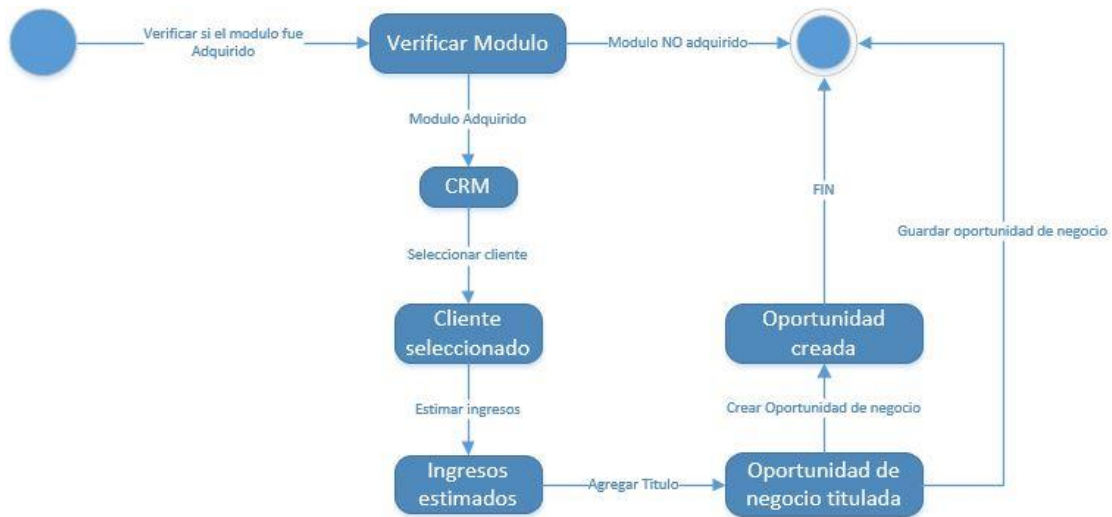 Verificar si el modulo fue
Adquirido
Verificar Modulo
Modulo NO adquirido
Modulo Adquirido
CRM
FIN
Guardar oportunidad de negocio
Seleccionar cliente
Cliente
seleccionado
Oportunidad
creada
Estimar ingresos
Crear Oportunidad de negocio
Ingresos
estimados
Agregar Titulo
Oportunidad de
negocio titulada